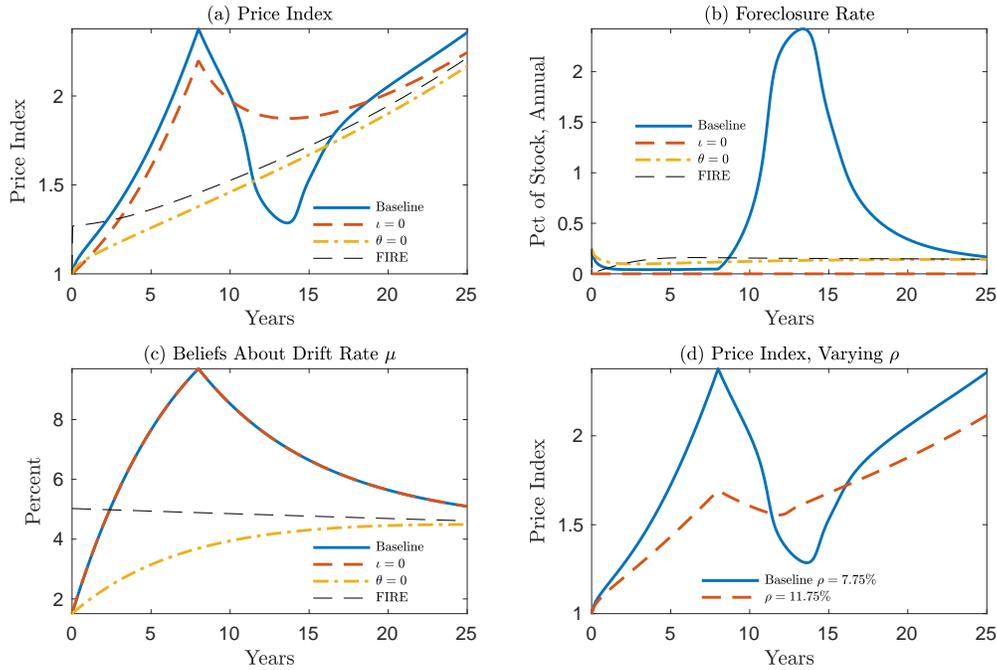 (a) Price Index
Price Index
2
1.5
1
0 5 10 15 20 25
Years
Baseline
ι = 0
θ = 0
FIRE
(b) Foreclosure Rate
Pct of Stock, Annual
2
1.5
1
0.5
0
0 5 10 15 20 25
Years
Baseline
ι = 0
θ = 0
FIRE
(c) Beliefs About Drift Rate μ
Percent
8
6
4
2
0 5 10 15 20 25
Years
Baseline
ι = 0
θ = 0
FIRE
(d) Price Index, Varying ρ
Price Index
2
1.5
1
0 5 10 15 20 25
Years
Baseline ρ = 7.75%
ρ = 11.75%